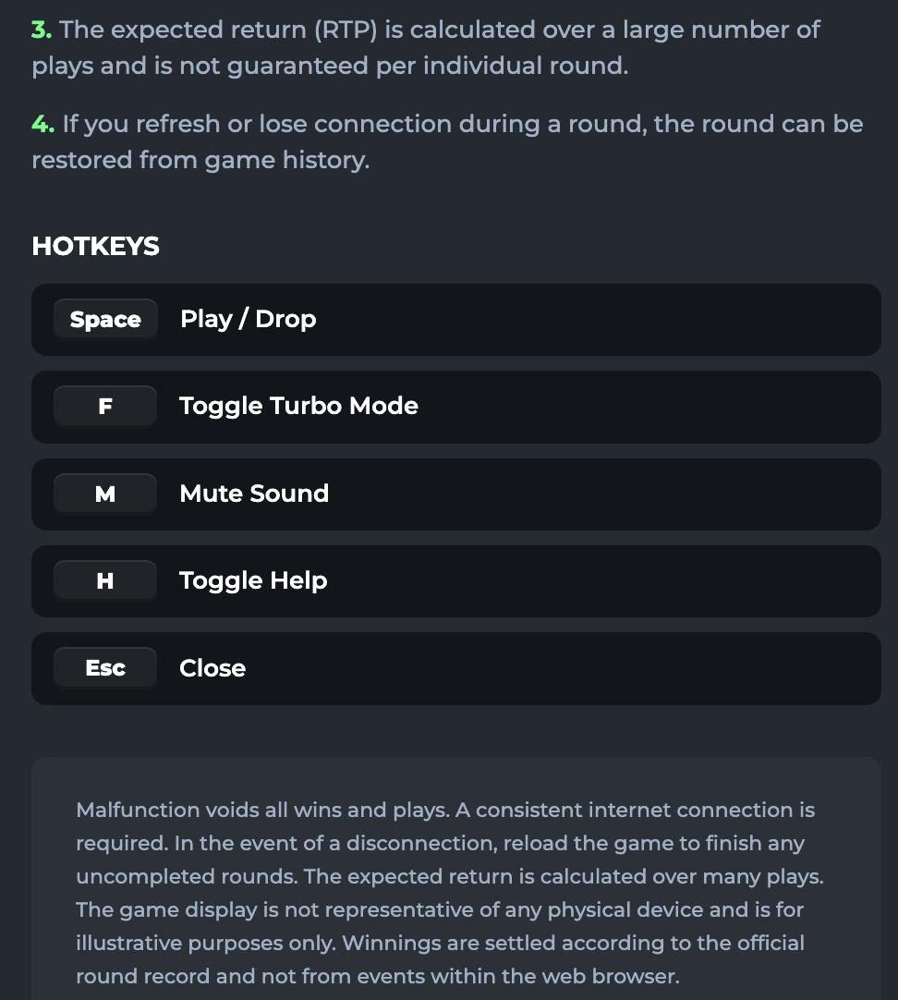 3. The expected return (RTP) is calculated over a large number of
plays and is not guaranteed per individual round.
4. If you refresh or lose connection during a round, the round can be
restored from game history.
HOTKEYS
Space Play / Drop
F Toggle Turbo Mode
M Mute Sound
H Toggle Help
Esc Close
Malfunction voids all wins and plays. A consistent internet connection is
required. In the event of a disconnection, reload the game to finish any
uncompleted rounds. The expected return is calculated over many plays.
The game display is not representative of any physical device and is for
illustrative purposes only. Winnings are settled according to the official
round record and not from events within the web browser.